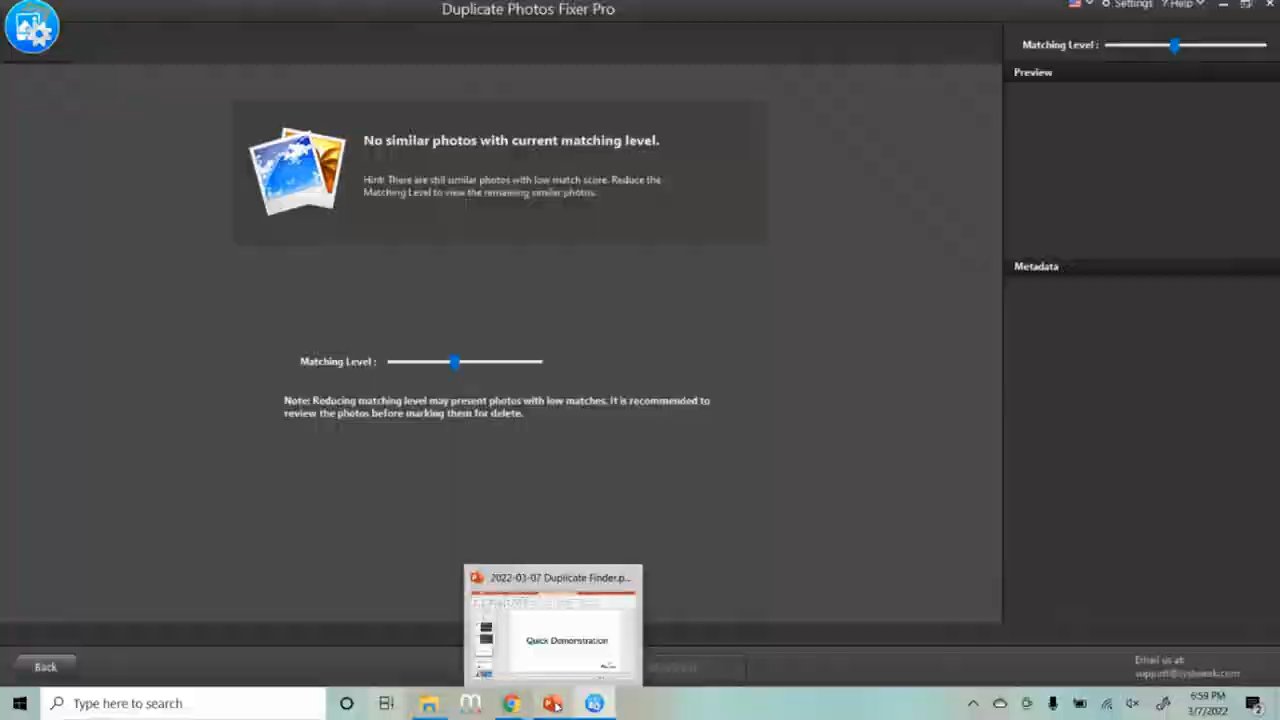 Duplicate Photos Fixer Pro
Settings ? Help
Matching Level :
Preview
No similar photos with current matching level.
Hint: There are still similar photos with low match score. Reduce the
Matching Level to view the remaining similar photos.
Metadata
Matching Level :
Note: Reducing matching level may present photos with low matches. It is recommended to
review the photos before marking them for delete.
2022-03-07 Duplicate Finder.p...
Quick Demonstration
Back
Email us at:
support@systweak.com
Type here to search
6:59 PM
3/7/2022
2